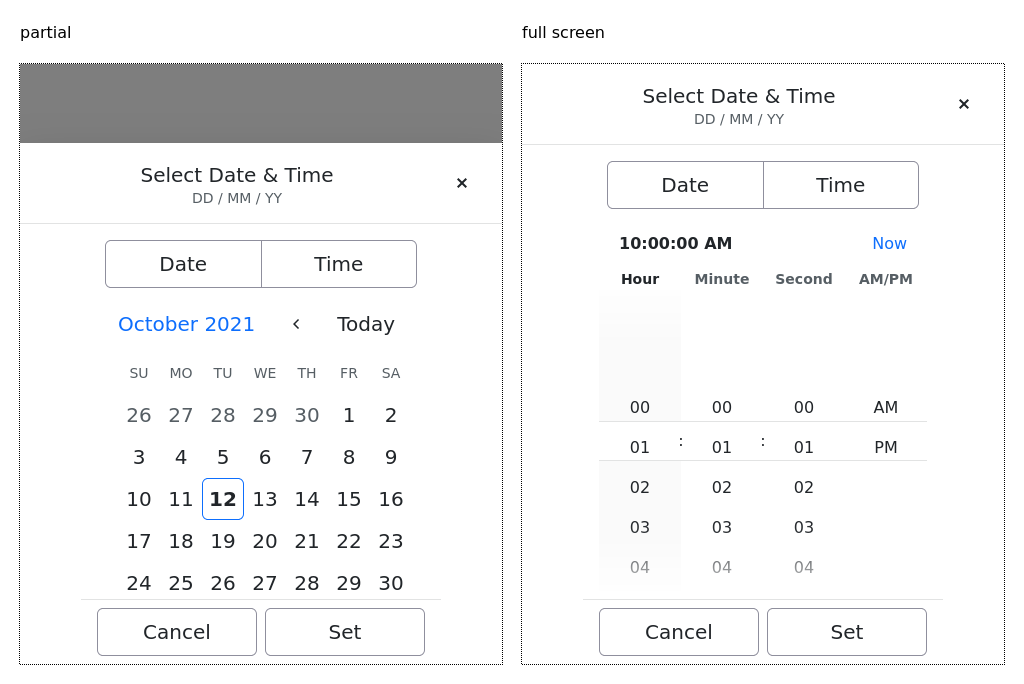 partial
Select Date & Time
DD / MM / YY
×
Date Time
October 2021 ‹ Today
SU MO TU WE TH FR SA
26 27 28 29 30 1 2
3 4 5 6 7 8 9
10 11 12 13 14 15 16
17 18 19 20 21 22 23
24 25 26 27 28 29 30
Cancel Set
full screen
Select Date & Time
DD / MM / YY
×
Date Time
10:00:00 AM Now
Hour Minute Second AM/PM
00 00 00 AM
01 : 01 : 01 PM
02 02 02
03 03 03
04 04 04
Cancel Set